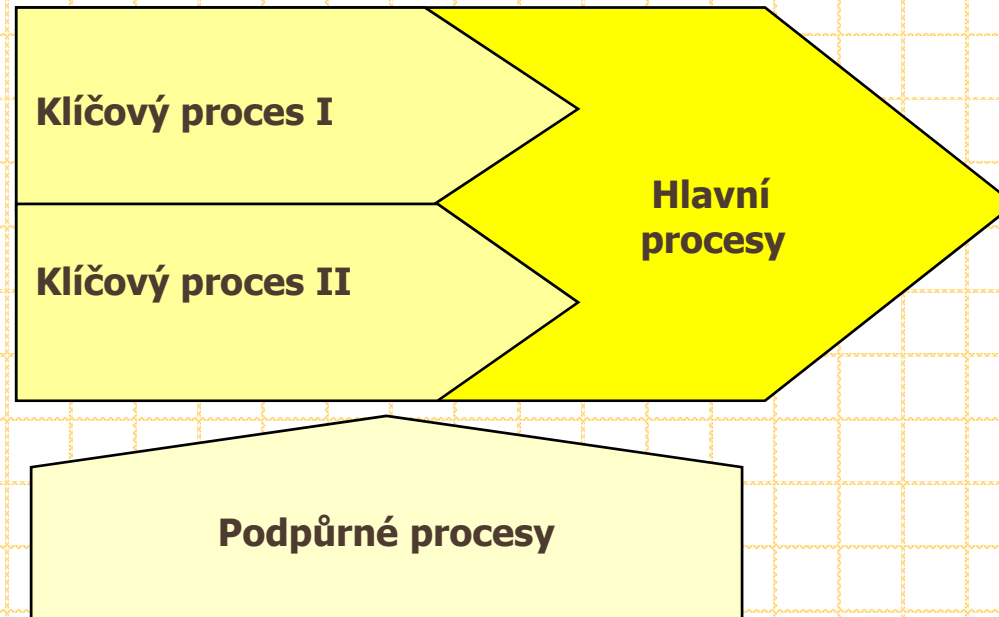 Klíčový proces I
Hlavní
procesy
Klíčový proces II
Podpůrné procesy